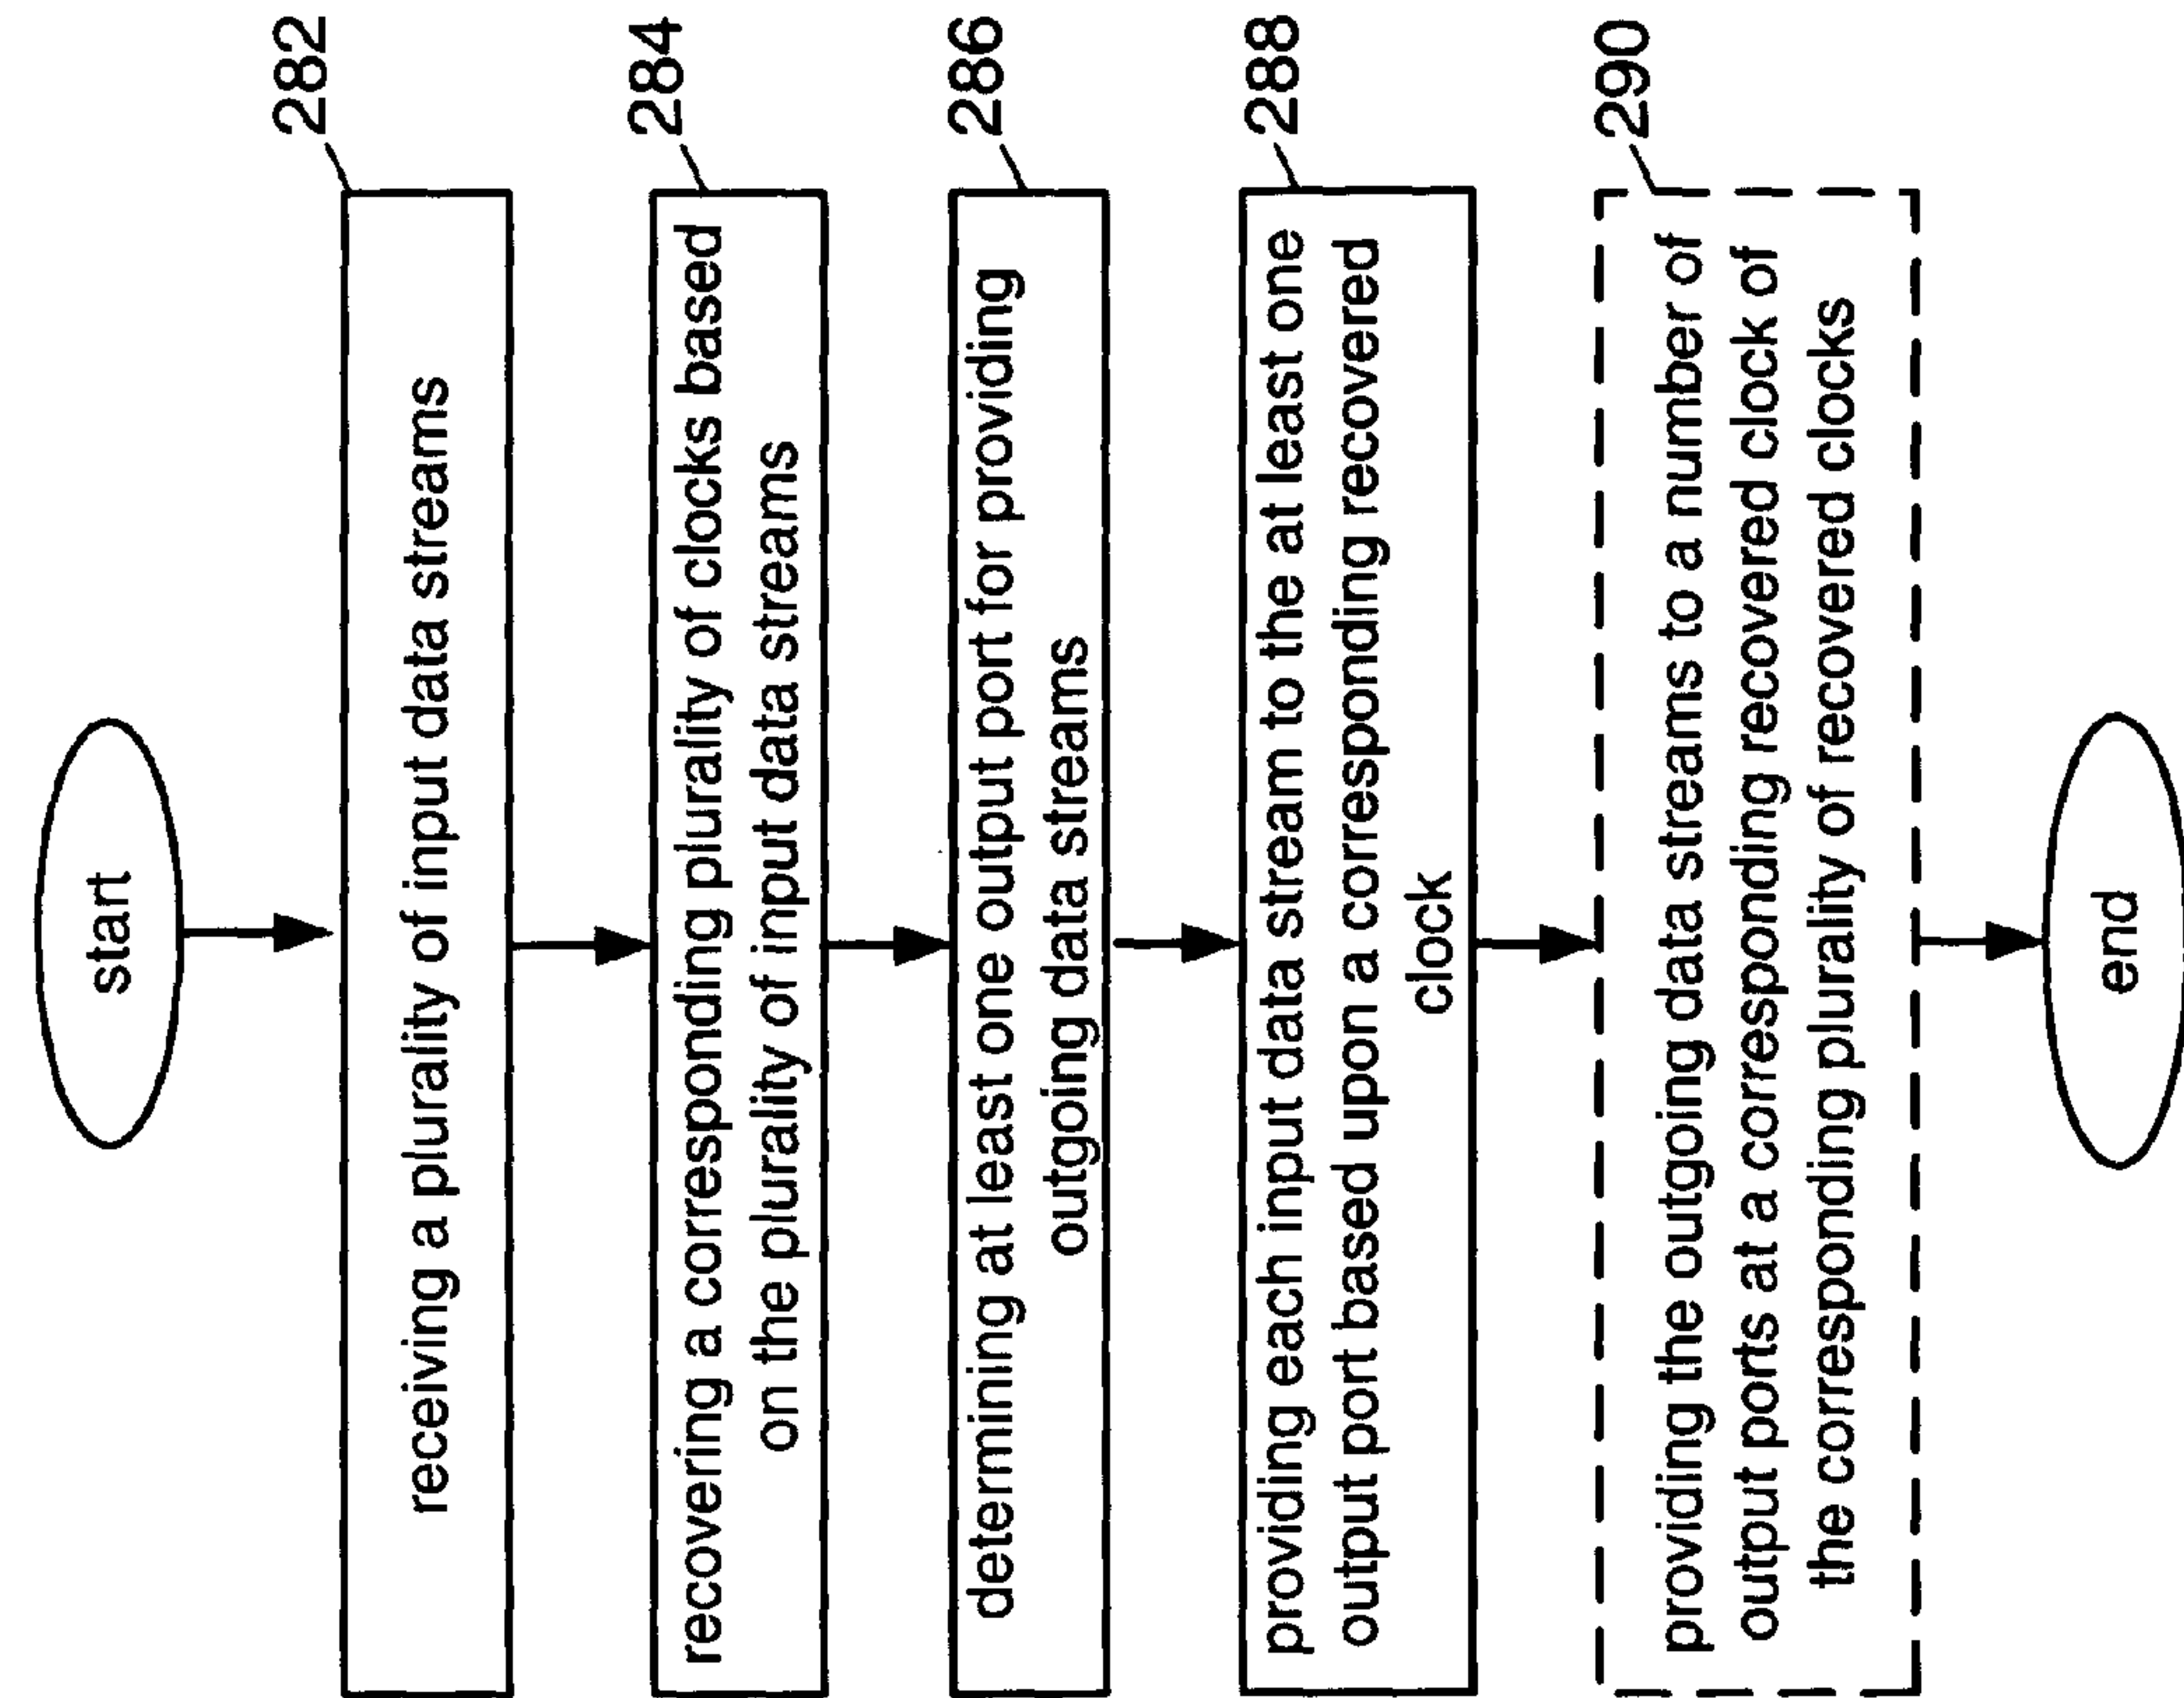 start
282
receiving a plurality of input data streams
284
recovering a corresponding plurality of clocks based
on the plurality of input data streams
286
determining at least one output port for providing
outgoing data streams
288
providing each input data stream to the at least one
output port based upon a corresponding recovered
clock
290
providing the outgoing data streams to a number of
output ports at a corresponding recovered clock of
the corresponding plurality of recovered clocks
end